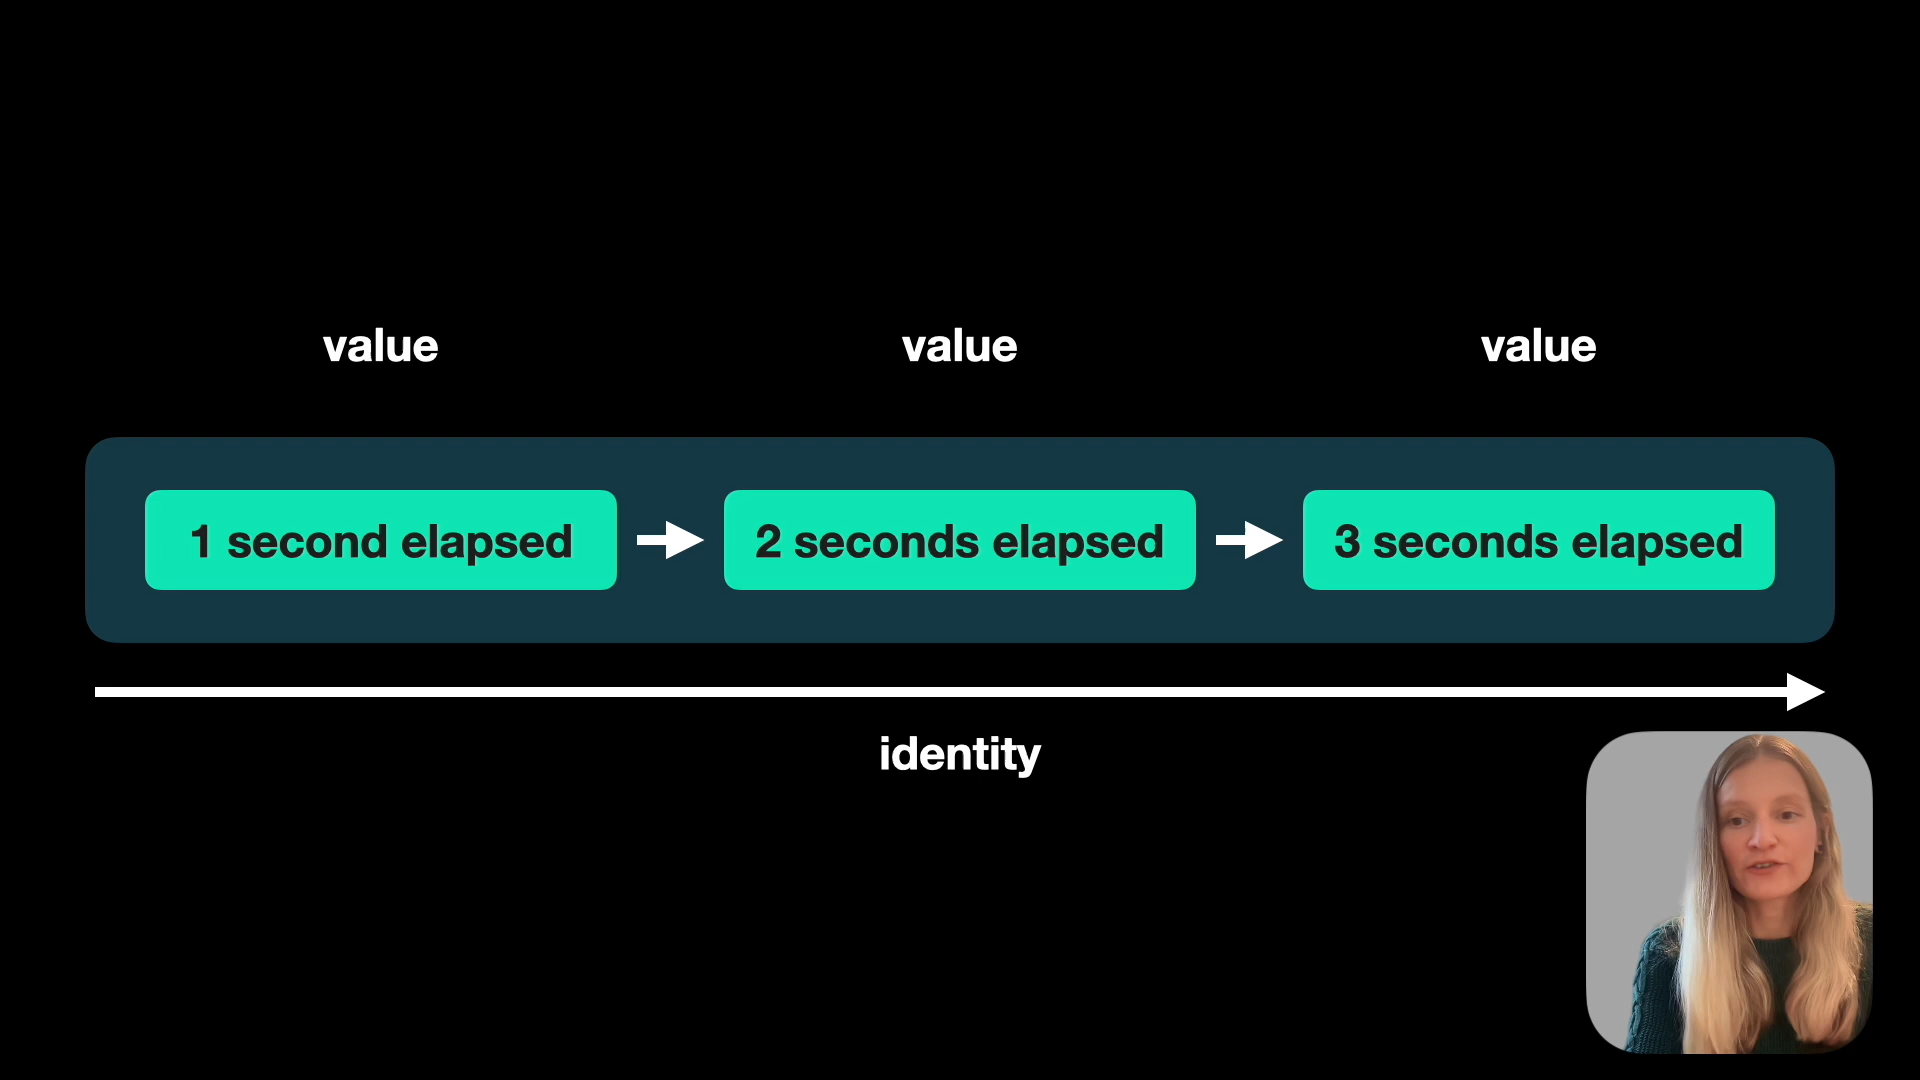 value value value
1 second elapsed 2 seconds elapsed 3 seconds elapsed
identity